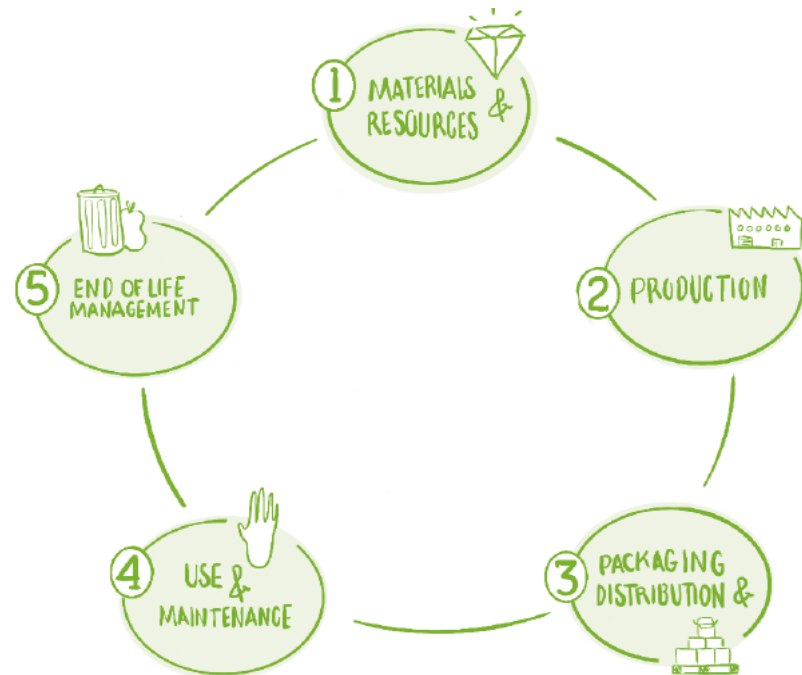 1 MATERIALS &
RESOURCES
2 PRODUCTION
3 PACKAGING &
DISTRIBUTION
4 USE &
MAINTENANCE
5 END OF LIFE
MANAGEMENT